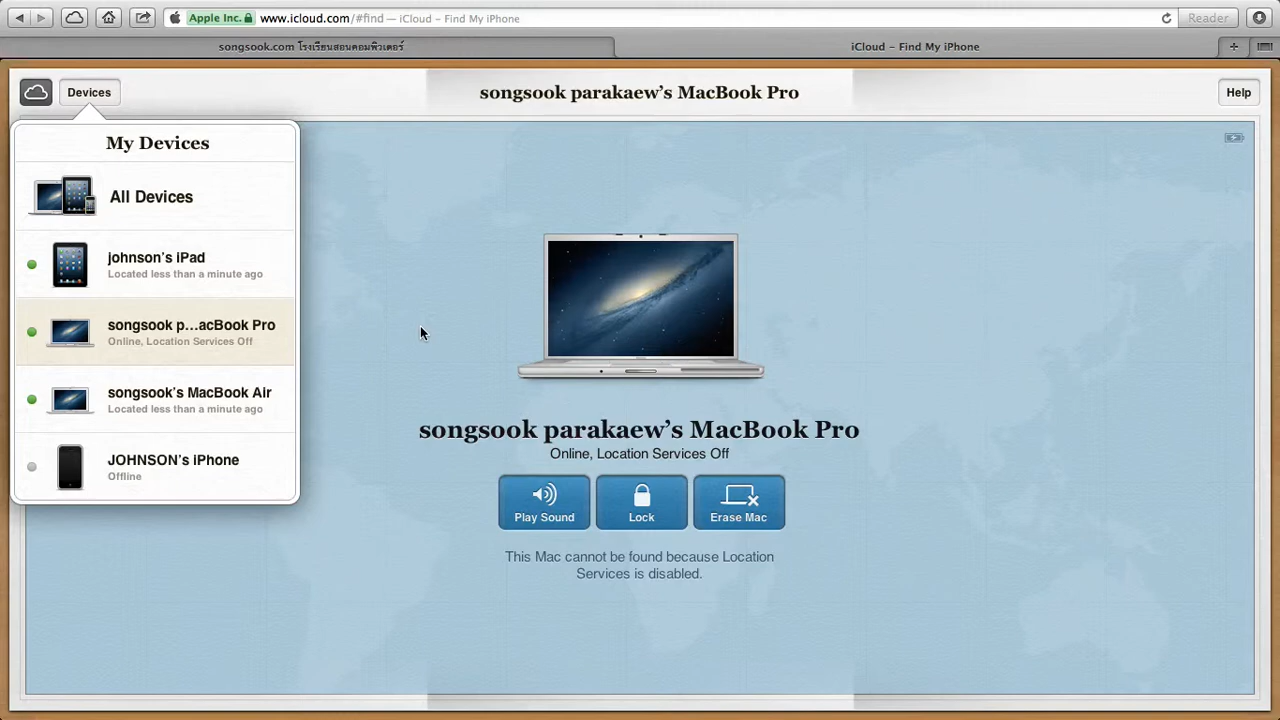 Apple Inc. www.icloud.com/#find — iCloud – Find My iPhone
Reader
songsook.com โรงเรียนสอนคอมพิวเตอร์
iCloud – Find My iPhone
Devices
songsook parakaew’s MacBook Pro
Help
My Devices
All Devices
johnson’s iPad
Located less than a minute ago
songsook p…acBook Pro
Online, Location Services Off
songsook’s MacBook Air
Located less than a minute ago
JOHNSON’s iPhone
Offline
songsook parakaew’s MacBook Pro
Online, Location Services Off
Play Sound
Lock
Erase Mac
This Mac cannot be found because Location
Services is disabled.